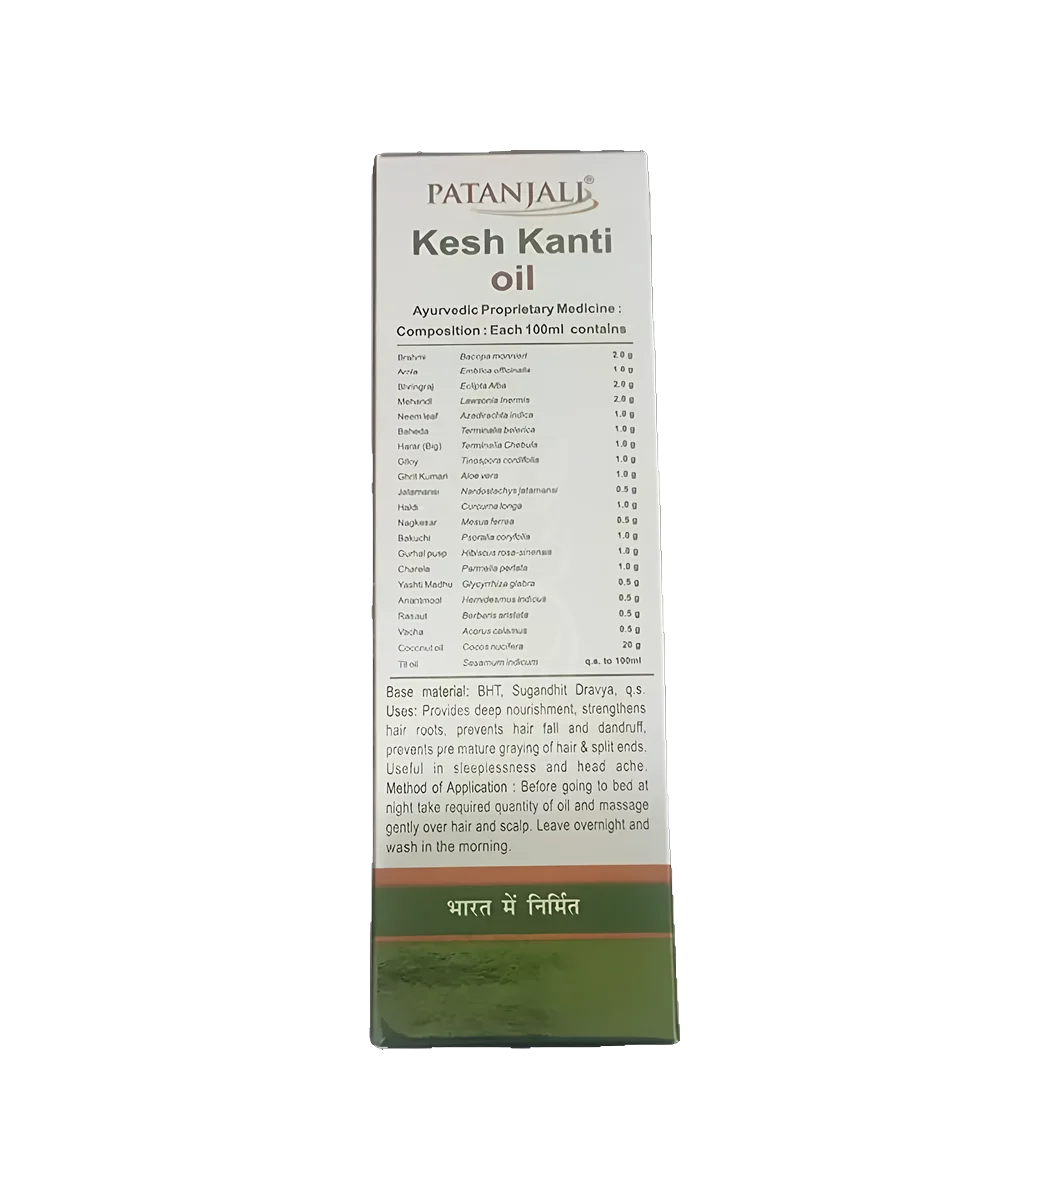 PATANJALI®
Kesh Kanti
oil
Ayurvedic Proprietary Medicine :
Composition : Each 100ml contains
Brahmi Bacopa monnieri 2.0 g
Amla Emblica officinalis 1.0 g
Bhringraj Eclipta Alba 2.0 g
Mehandi Lawsonia Inermis 2.0 g
Neem leaf Azadirachta indica 1.0 g
Baheda Terminalia belerica 1.0 g
Harar (Big) Terminalia Chebula 1.0 g
Giloy Tinospora cordifolia 1.0 g
Ghrit Kumari Aloe vera 1.0 g
Jatamansi Nardostachys jatamansi 0.5 g
Haldi Curcuma longa 1.0 g
Nagkesar Mesua ferrea 0.5 g
Bakuchi Psoralia coryfolia 1.0 g
Gurhal pusp Hibiscus rosa-sinensis 1.0 g
Charela Parmelia perlata 1.0 g
Yashti Madhu Glycyrrhiza glabra 0.5 g
Anantmool Hemidesmus indicus 0.5 g
Rasaut Berberis aristata 0.5 g
Vacha Acorus calamus 0.5 g
Coconut oil Cocos nucifera 20 g
Til oil Sesamum indicum q.s. to 100ml
Base material: BHT, Sugandhit Dravya, q.s.
Uses: Provides deep nourishment, strengthens
hair roots, prevents hair fall and dandruff,
prevents pre mature graying of hair & split ends.
Useful in sleeplessness and head ache.
Method of Application : Before going to bed at
night take required quantity of oil and massage
gently over hair and scalp. Leave overnight and
wash in the morning.
भारत में निर्मित